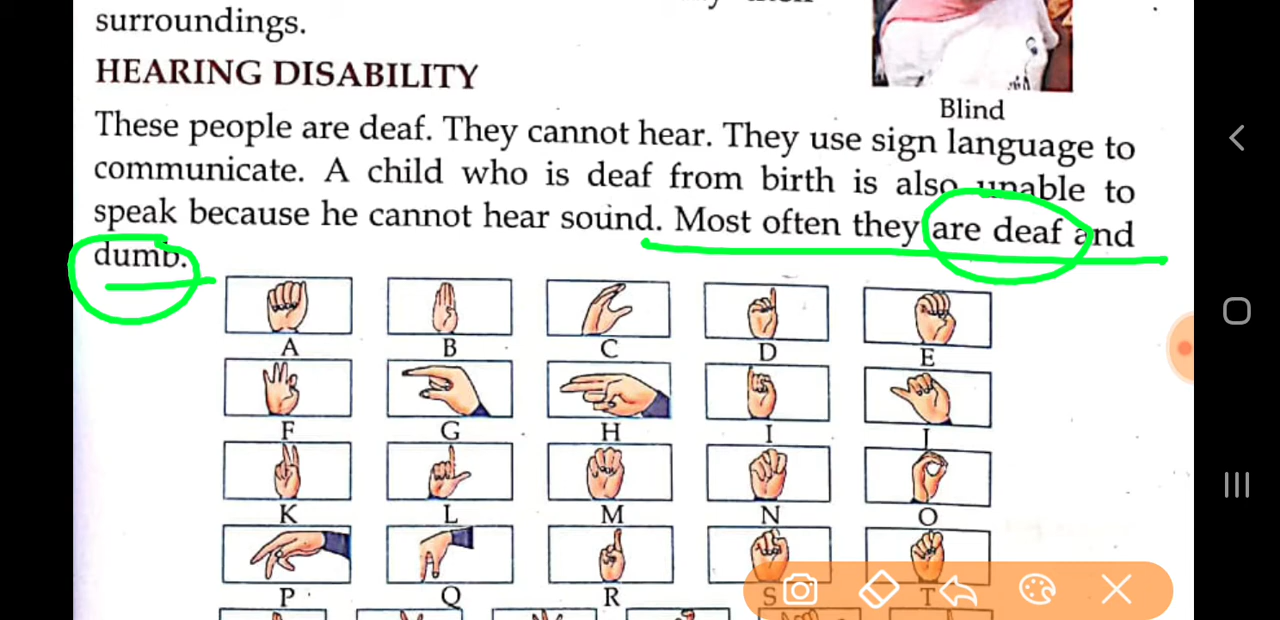 surroundings.
HEARING DISABILITY
Blind
These people are deaf. They cannot hear. They use sign language to
communicate. A child who is deaf from birth is also unable to
speak because he cannot hear sound. Most often they are deaf and
dumb.
A B C D E
F G H I J
K L M N O
P Q R S T